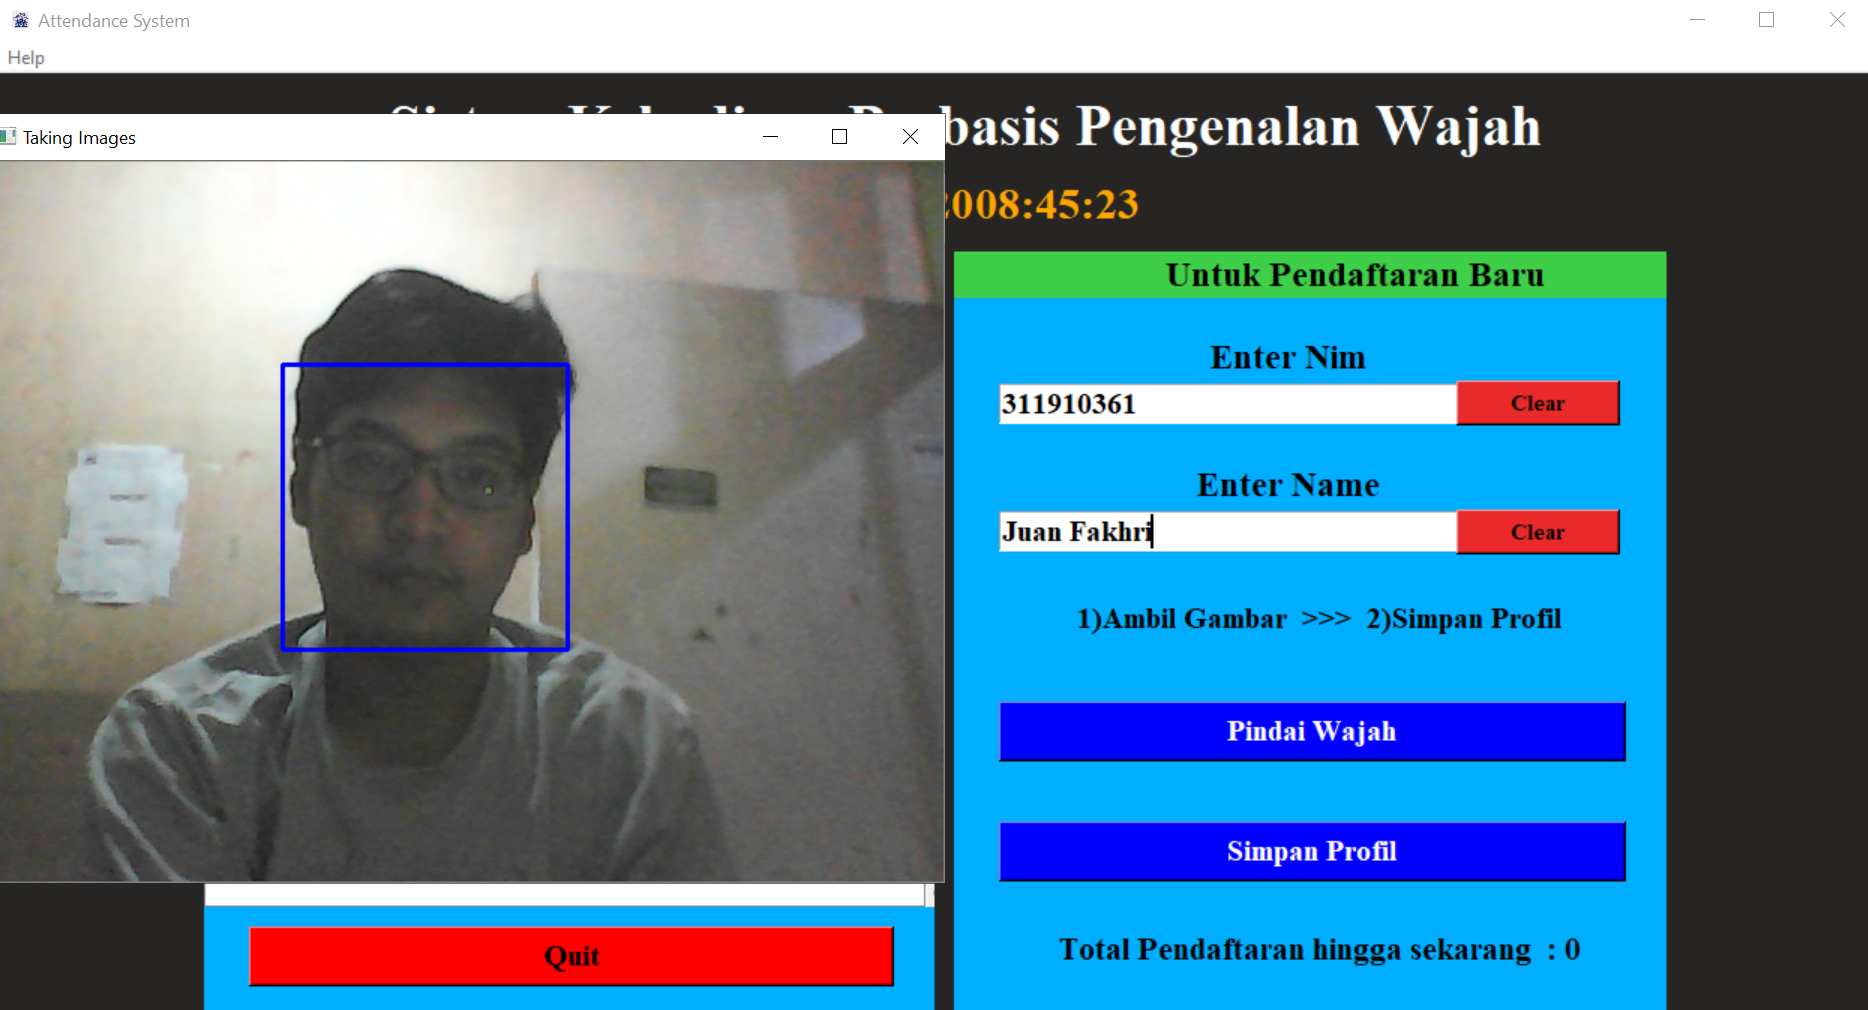 Attendance System
Help
basis Pengenalan Wajah
Taking Images
008:45:23
Untuk Pendaftaran Baru
Enter Nim
311910361
Clear
Enter Name
Juan Fakhri
Clear
1)Ambil Gambar >>> 2)Simpan Profil
Pindai Wajah
Simpan Profil
Total Pendaftaran hingga sekarang : 0
Quit